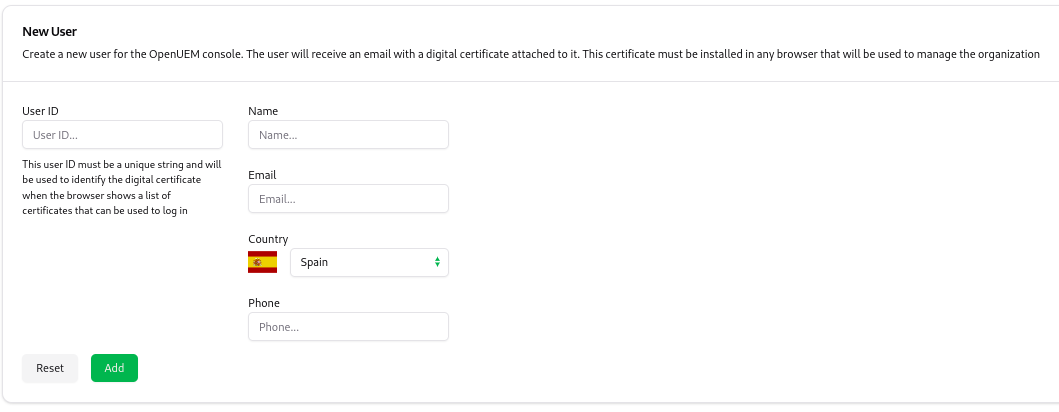 New User
Create a new user for the OpenUEM console. The user will receive an email with a digital certificate attached to it. This certificate must be installed in any browser that will be used to manage the organization
User ID
User ID...
This user ID must be a unique string and will
be used to identify the digital certificate
when the browser shows a list of
certificates that can be used to log in
Name
Name...
Email
Email...
Country
Spain
Phone
Phone...
Reset
Add